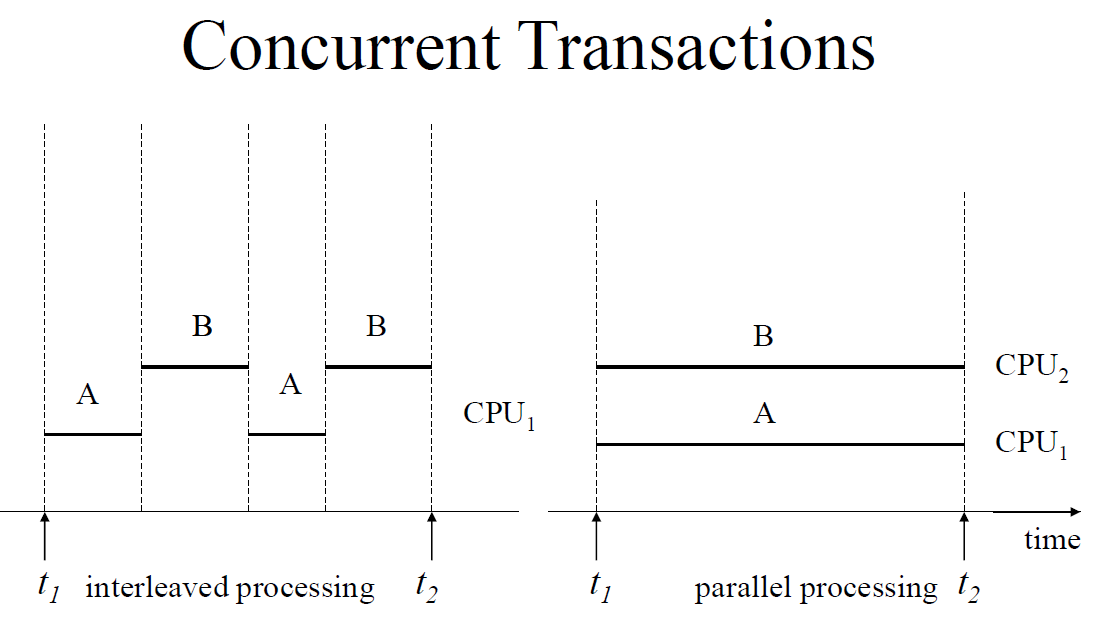 Concurrent Transactions
B
B
A
A
CPU1
t1
interleaved processing
t2
B
CPU2
A
CPU1
time
t1
parallel processing
t2